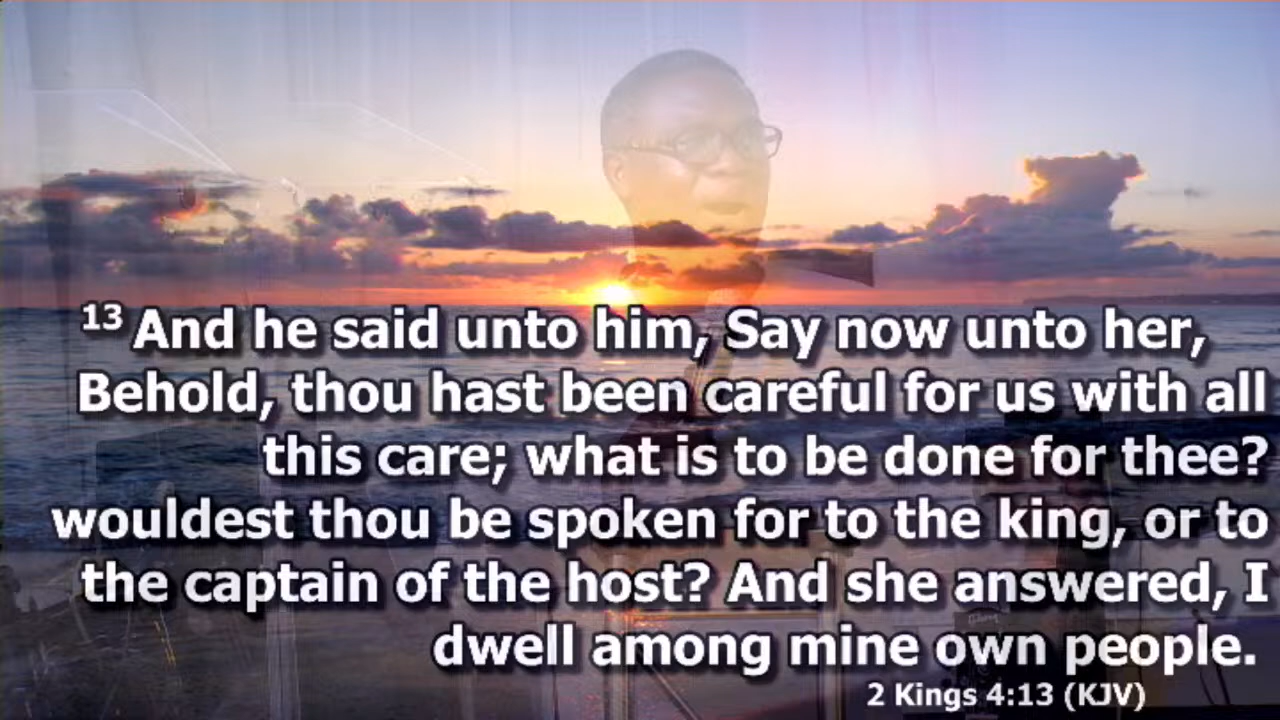 13 And he said unto him, Say now unto her,
Behold, thou hast been careful for us with all
this care; what is to be done for thee?
wouldest thou be spoken for to the king, or to
the captain of the host? And she answered, I
dwell among mine own people.
2 Kings 4:13 (KJV)